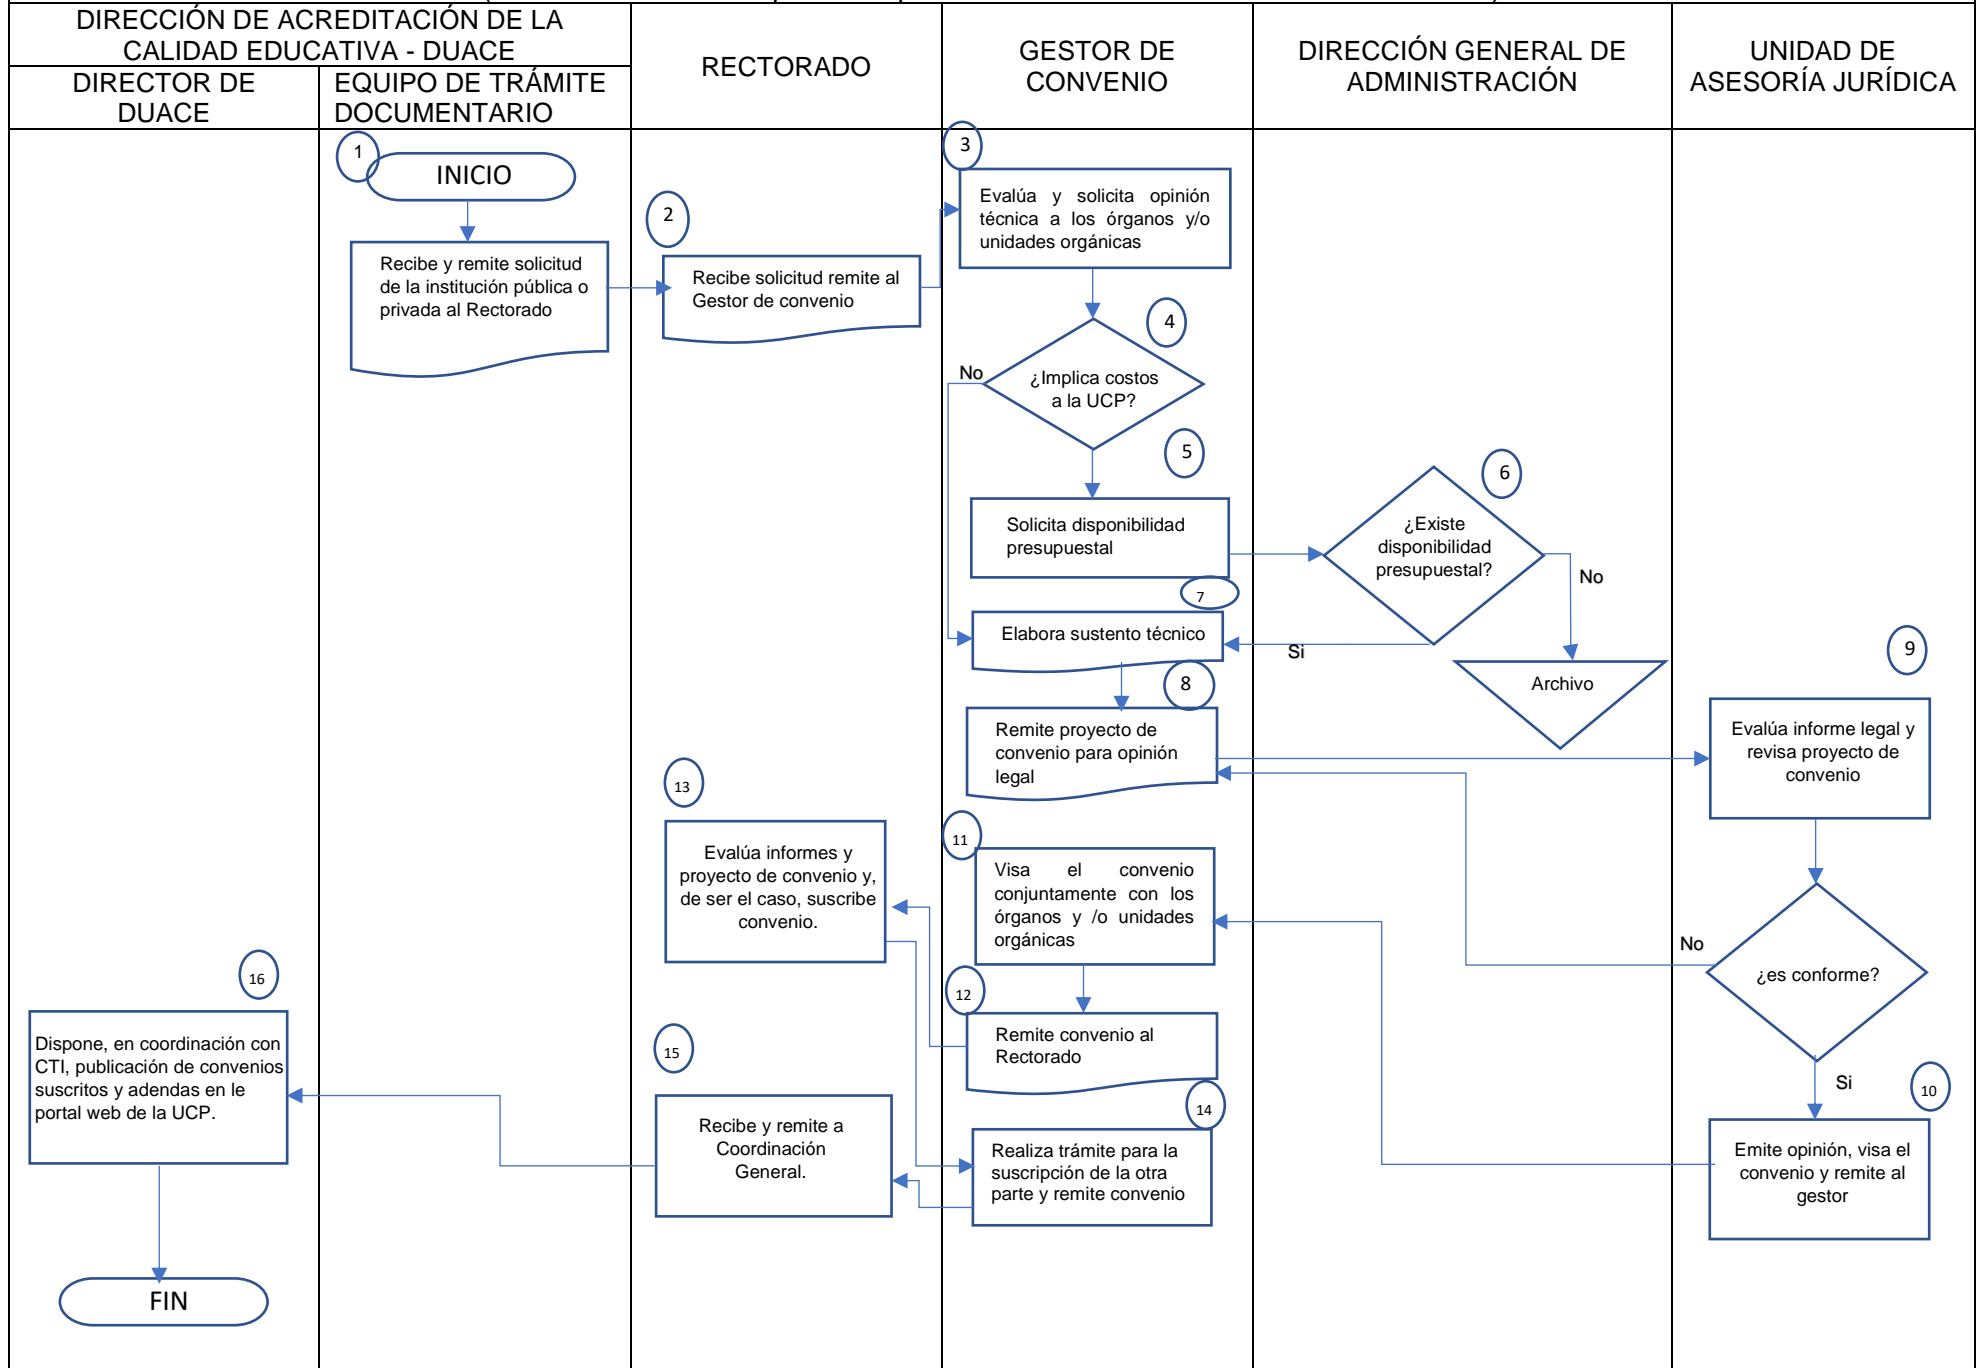 DIRECCIÓN DE ACREDITACIÓN DE LA
CALIDAD EDUCATIVA - DUACE
DIRECTOR DE
DUACE
EQUIPO DE TRÁMITE
DOCUMENTARIO
RECTORADO
GESTOR DE
CONVENIO
DIRECCIÓN GENERAL DE
ADMINISTRACIÓN
UNIDAD DE
ASESORÍA JURÍDICA
1
INICIO
Recibe y remite solicitud
de la institución pública o
privada al Rectorado
2
Recibe solicitud remite al
Gestor de convenio
3
Evalúa y solicita opinión
técnica a los órganos y/o
unidades orgánicas
4
No
¿Implica costos
a la UCP?
5
Solicita disponibilidad
presupuestal
6
¿Existe
disponibilidad
presupuestal?
No
Si
Archivo
7
Elabora sustento técnico
8
Remite proyecto de
convenio para opinión
legal
9
Evalúa informe legal y
revisa proyecto de
convenio
No
¿es conforme?
Si
10
Emite opinión, visa el
convenio y remite al
gestor
11
Visa el convenio
conjuntamente con los
órganos y /o unidades
orgánicas
12
Remite convenio al
Rectorado
13
Evalúa informes y
proyecto de convenio y,
de ser el caso, suscribe
convenio.
14
Realiza trámite para la
suscripción de la otra
parte y remite convenio
15
Recibe y remite a
Coordinación
General.
16
Dispone, en coordinación con
CTI, publicación de convenios
suscritos y adendas en le
portal web de la UCP.
FIN